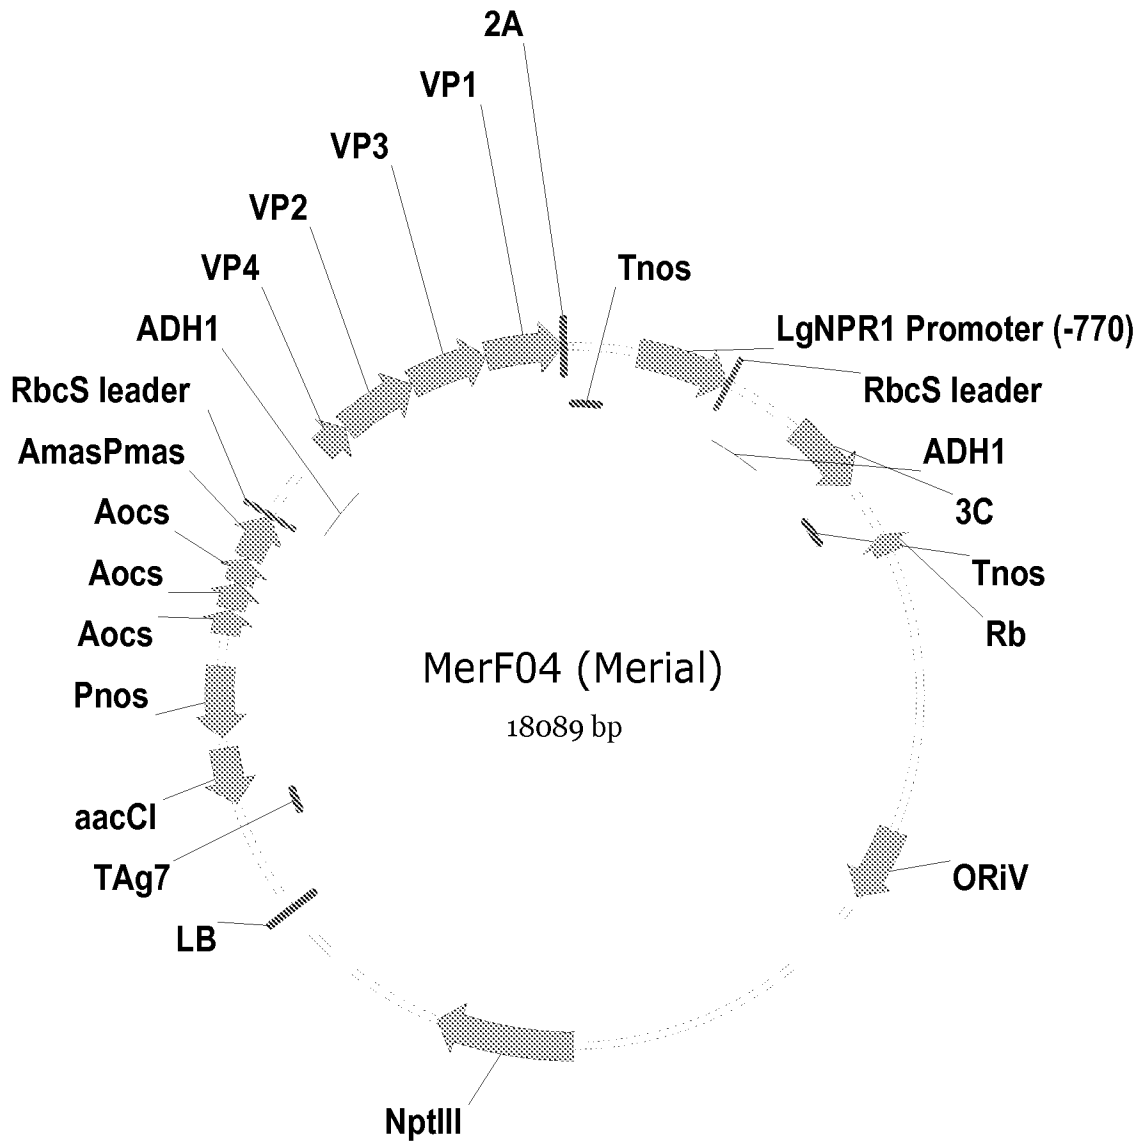 2A
VP1
VP3
VP2
VP4
Tnos
ADH1
LgNPR1 Promoter (-770)
RbcS leader
RbcS leader
AmasPmas
ADH1
Aocs
3C
Aocs
Tnos
Aocs
Rb
MerF04 (Merial)
Pnos
18089 bp
aacCI
TAg7
ORiV
LB
NptIII